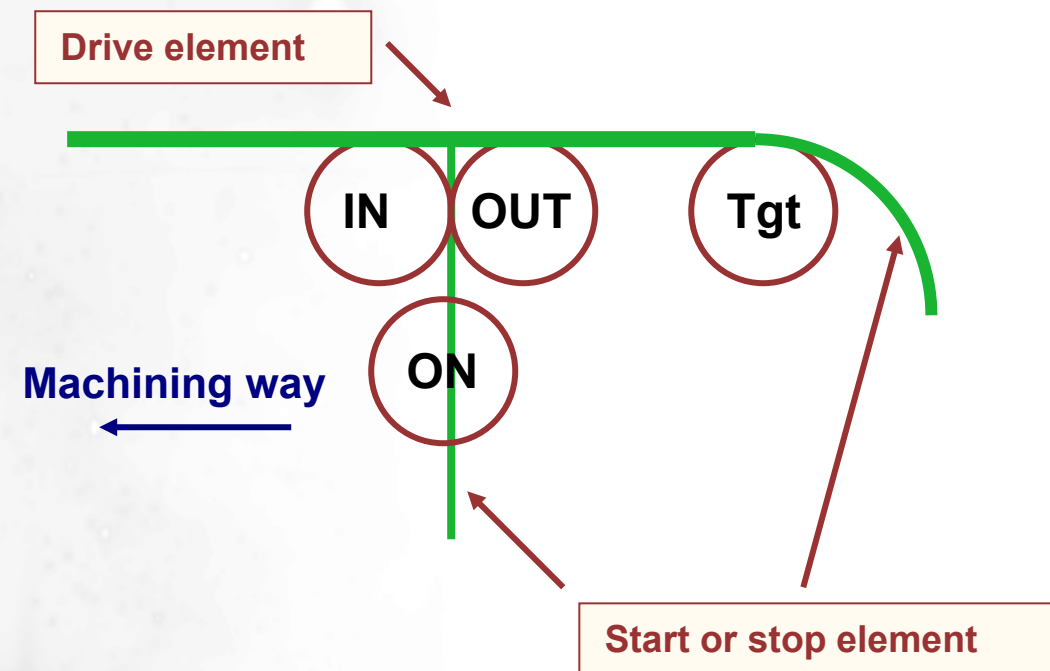 Drive element
IN OUT Tgt
ON
Machining way
Start or stop element